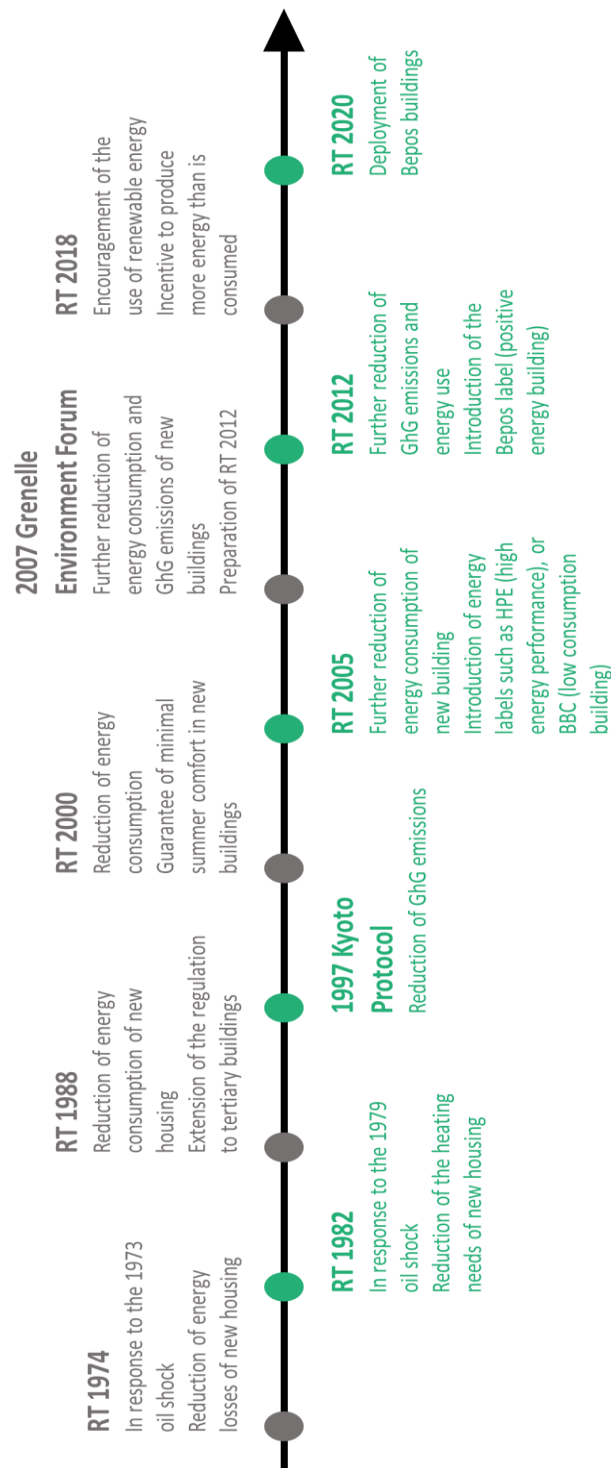 RT 1974
In response to the 1973
oil shock
Reduction of energy
losses of new housing
RT 1982
In response to the 1979
oil shock
Reduction of the heating
needs of new housing
RT 1988
Reduction of energy
consumption of new
housing
Extension of the regulation
to tertiary buildings
1997 Kyoto
Protocol
Reduction of GhG emissions
RT 2000
Reduction of energy
consumption
Guarantee of minimal
summer comfort in new
buildings
RT 2005
Further reduction of
energy consumption of
new building
Introduction of energy
labels such as HPE (high
energy performance), or
BBC (low consumption
building)
2007 Grenelle
Environment Forum
Further reduction of
energy consumption and
GhG emissions of new
buildings
Preparation of RT 2012
RT 2012
Further reduction of
GhG emissions and
energy use
Introduction of the
Bepos label (positive
energy building)
RT 2018
Encouragement of the
use of renewable energy
Incentive to produce
more energy than is
consumed
RT 2020
Deployment of
Bepos buildings